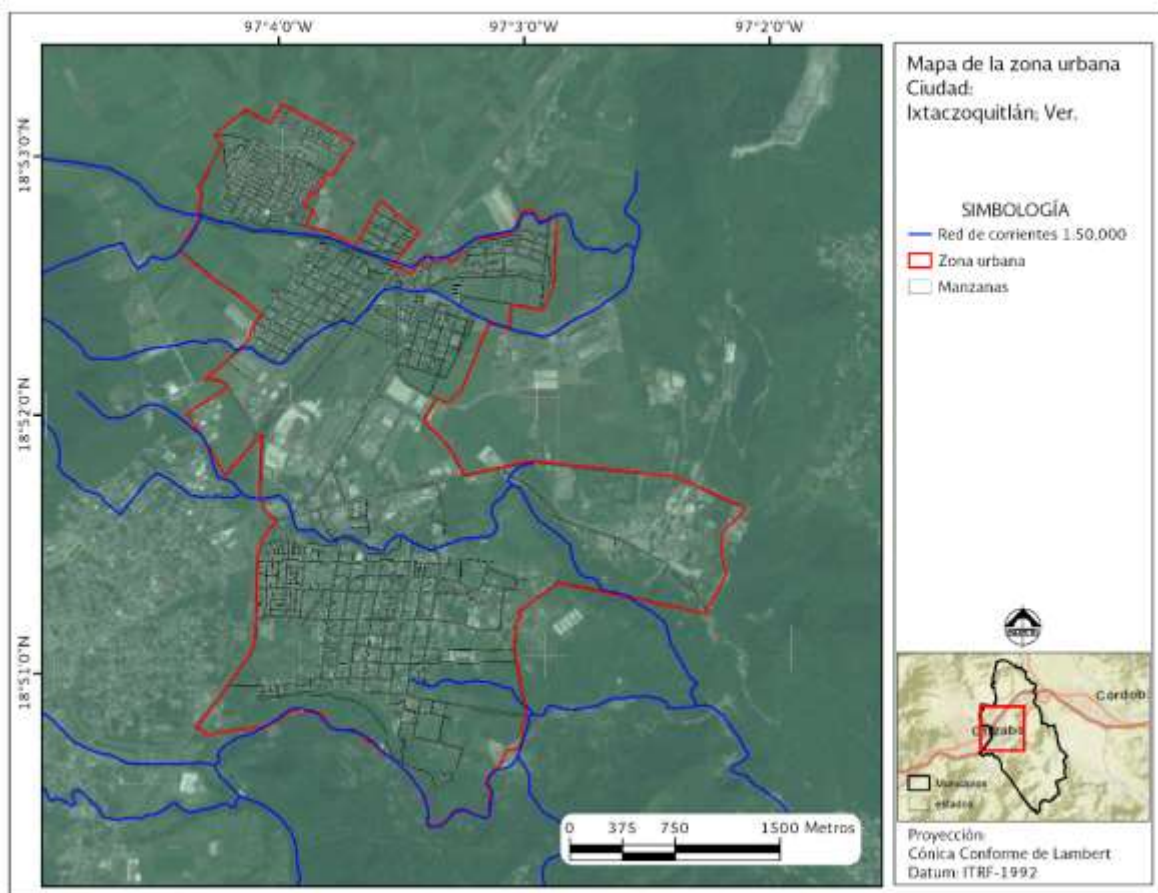 97°4'0"W
97°3'0"W
97°2'0"W
18°53'0"N
18°52'0"N
18°51'0"N
Mapa de la zona urbana
Ciudad:
Ixtaczoquitlán; Ver.
SIMBOLOGÍA
Red de corrientes 1:50,000
Zona urbana
Manzanas
Cordob
estados
0 375 750 1500 Metros
Proyección:
Cónica Conforme de Lambert
Datum: ITRF-1992